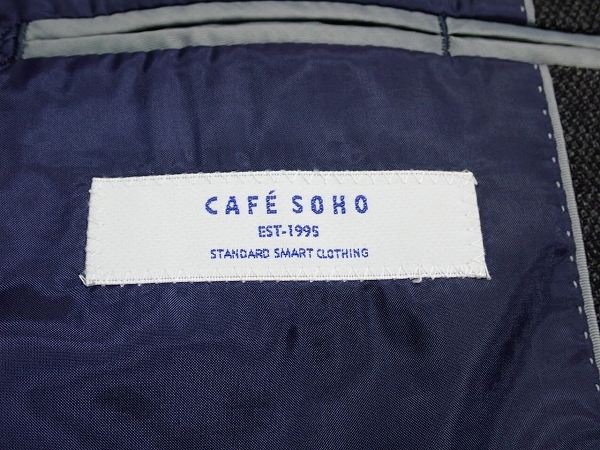 CAFÉ SOHO
EST-1995
STANDARD SMART CLOTHING